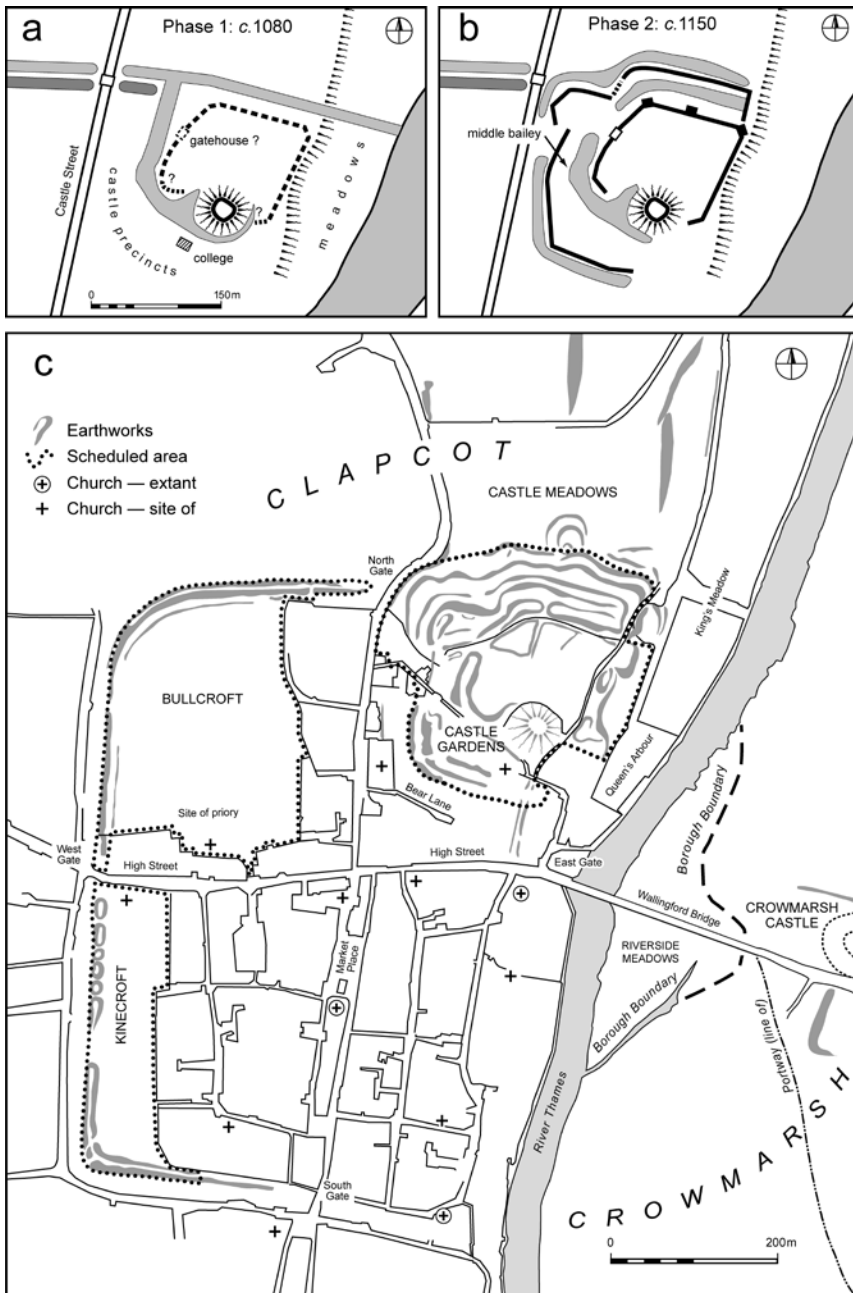 a
Phase 1: c.1080
gatehouse ?
?
?
Castle Street
castle precincts
college
meadows
0 150m
b
Phase 2: c.1150
middle bailey
c
Earthworks
Scheduled area
Church — extant
Church — site of
CLAPCOT
CASTLE MEADOWS
North
Gate
King's Meadow
BULLCROFT
CASTLE
GARDENS
Queen's Arbour
Bear Lane
Site of priory
West
Gate
High Street
High Street
East Gate
Borough Boundary
Wallingford Bridge
CROWMARSH
CASTLE
RIVERSIDE
MEADOWS
Market
Place
KINECROFT
Borough Boundary
Portway (line of)
River Thames
South
Gate
CROWMARSH
0 200m